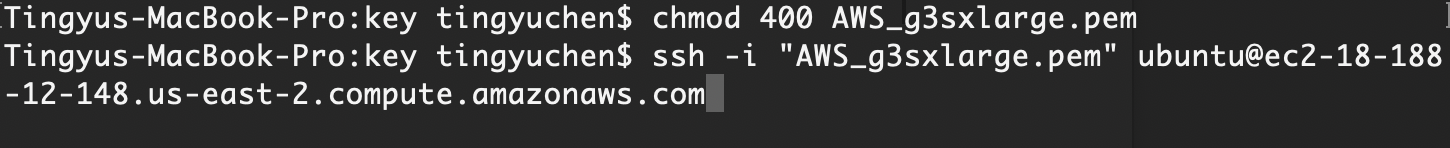 Tingyus-MacBook-Pro:key tingyuchen$ chmod 400 AWS_g3sxlarge.pem
Tingyus-MacBook-Pro:key tingyuchen$ ssh -i "AWS_g3sxlarge.pem" ubuntu@ec2-18-188
-12-148.us-east-2.compute.amazonaws.com